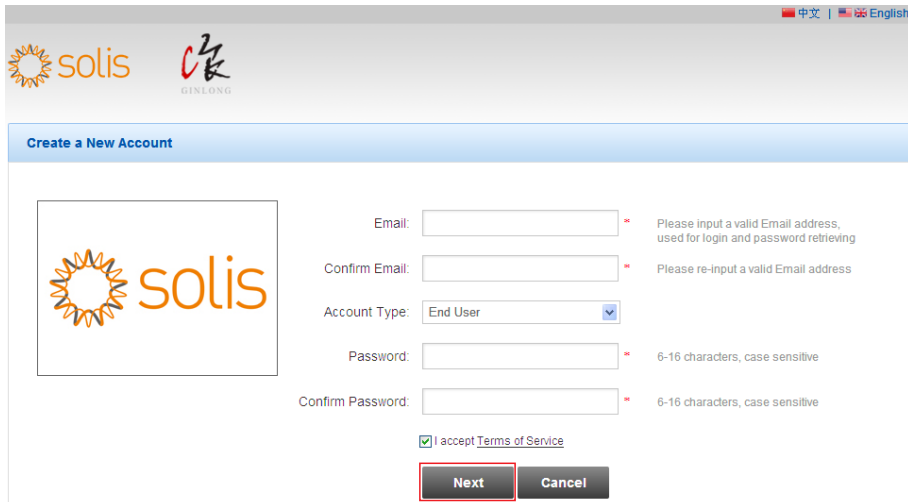 中文 | English
solis
GINLONG
Create a New Account
Email: * Please input a valid Email address,
used for login and password retrieving
Confirm Email: * Please re-input a valid Email address
Account Type: End User
solis
Password: * 6-16 characters, case sensitive
Confirm Password: * 6-16 characters, case sensitive
I accept Terms of Service
Next Cancel